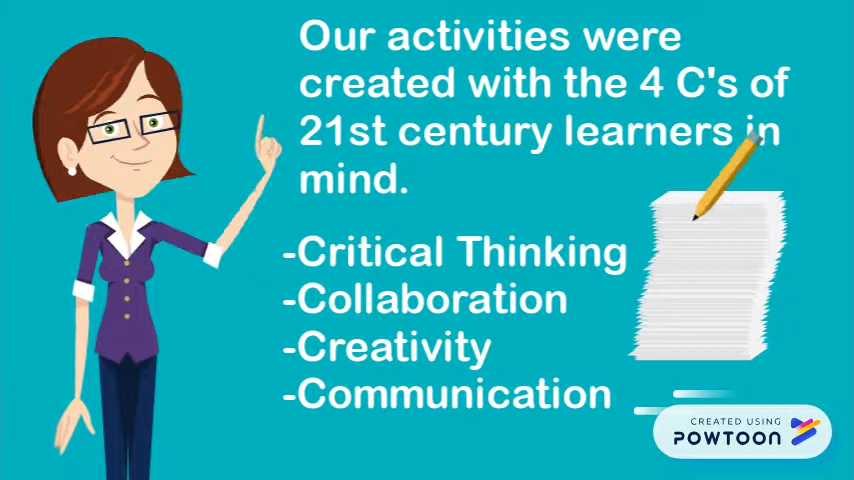 Our activities were
created with the 4 C's of
21st century learners in
mind.
-Critical Thinking
-Collaboration
-Creativity
-Communication
CREATED USING
POWTOON